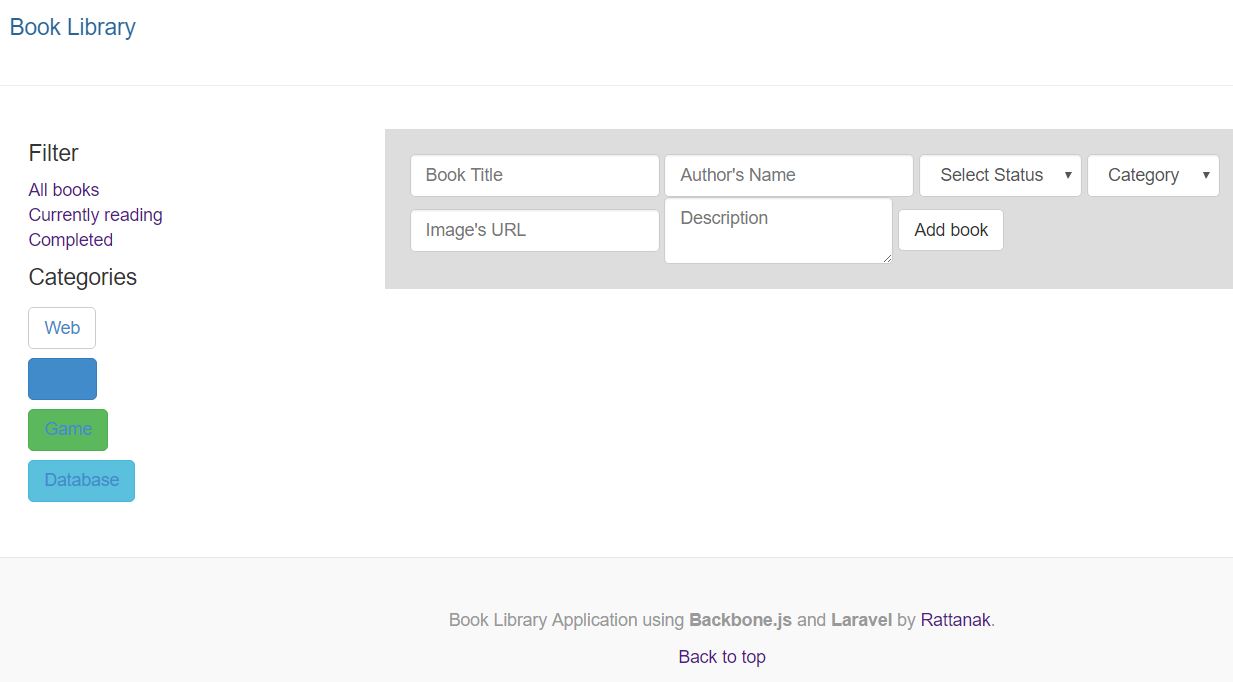 Book Library
Filter
All books
Currently reading
Completed
Categories
Web
Game
Database
Book Title Author's Name Select Status Category
Image's URL Description Add book
Book Library Application using Backbone.js and Laravel by Rattanak.
Back to top